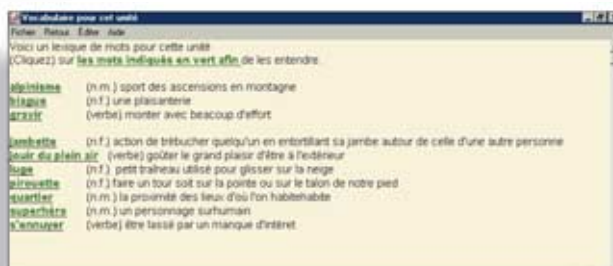 Vocabulaire pour cet unité
Fichier Retour Éditer Aide
Voici un lexique de mots pour cette unité
(Cliquez) sur les mots indiqués en vert afin de les entendre.
alpinisme (n.m.) sport des ascensions en montagne
blague (n.f.) une plaisanterie
gravir (verbe) monter avec beacoup d'effort
jambette (n.f.) action de trébucher quelqu'un en entortillant sa jambe autour de celle d'une autre personne
jouir du plein air (verbe) goûter le grand plaisir d'être à l'extérieur
luge (n.f.) petit traîneau utilisé pour glisser sur la neige
pirouette (n.f.) faire un tour soit sur la pointe ou sur le talon de notre pied
quartier (n.m.) la proximité des lieux d'où l'on habitehabite
superhéro (n.m.) un personnage surhumain
s'ennuyer (verbe) être lassé par un manque d'intéret